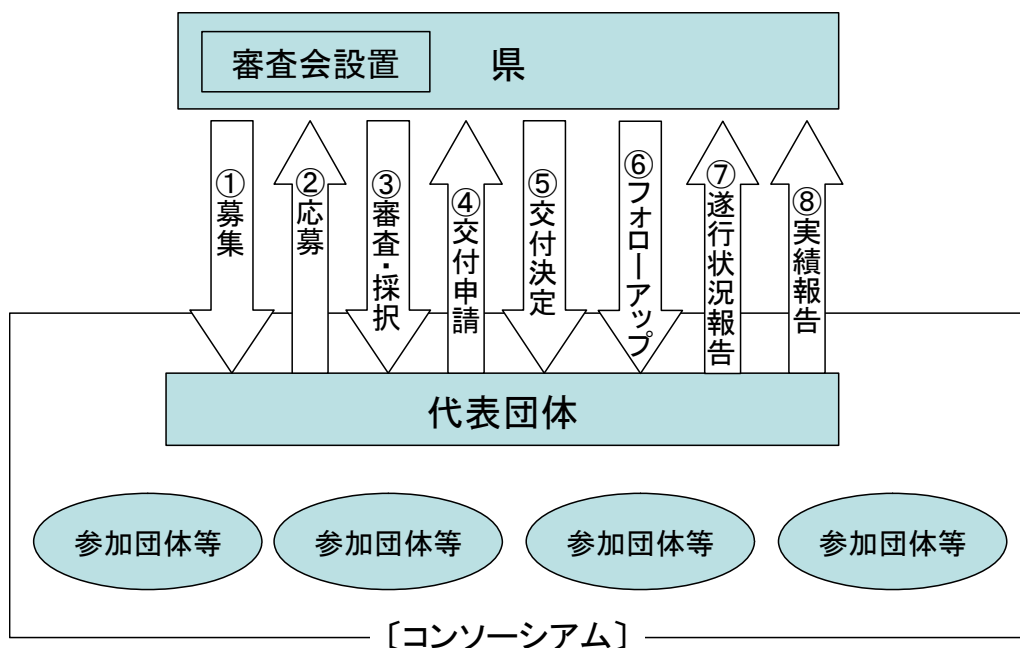 審査会設置
県
①募集
②応募
③審査・採択
④交付申請
⑤交付決定
⑥フォローアップ
⑦遂行状況報告
⑧実績報告
代表団体
参加団体等
参加団体等
参加団体等
参加団体等
〔コンソーシアム〕